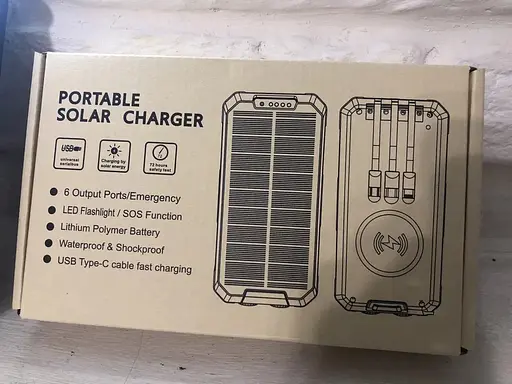 PORTABLE
SOLAR CHARGER
USB
universal
serialbus
Charging by
solar energy
72 hours
safety test
6 Output Ports/Emergency
LED Flashlight / SOS Function
Lithium Polymer Battery
Waterproof & Shockproof
USB Type-C cable fast charging